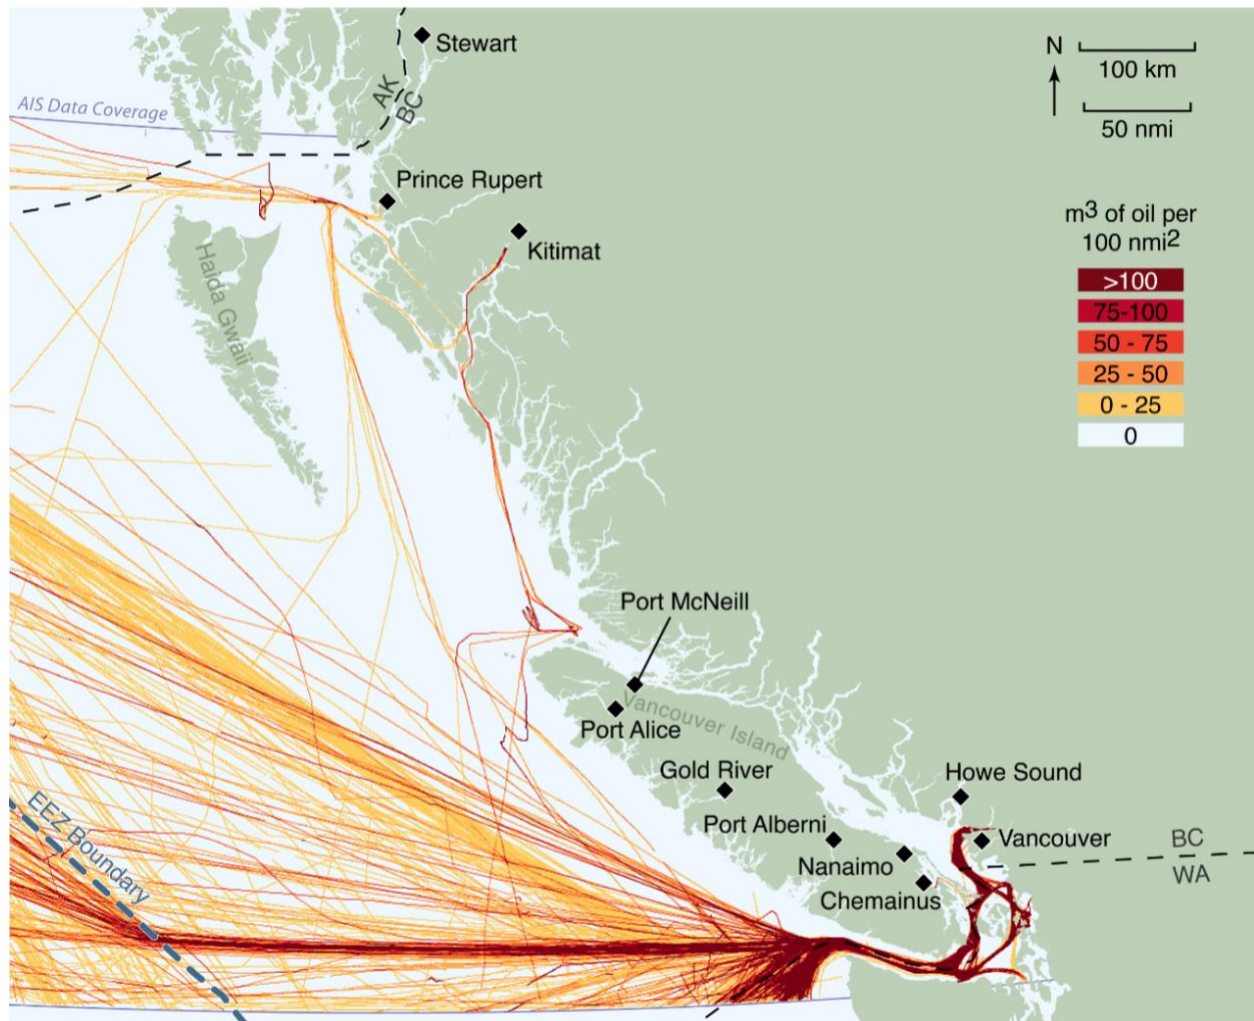 Stewart
N
100 km
50 nmi
AIS Data Coverage
AK
BC
Prince Rupert
Kitimat
Haida Gwaii
m3 of oil per
100 nmi2
>100
75-100
50 - 75
25 - 50
0 - 25
0
Port McNeill
Vancouver Island
Port Alice
Gold River
Howe Sound
Port Alberni
Vancouver
BC
WA
Nanaimo
Chemainus
EEZ Boundary